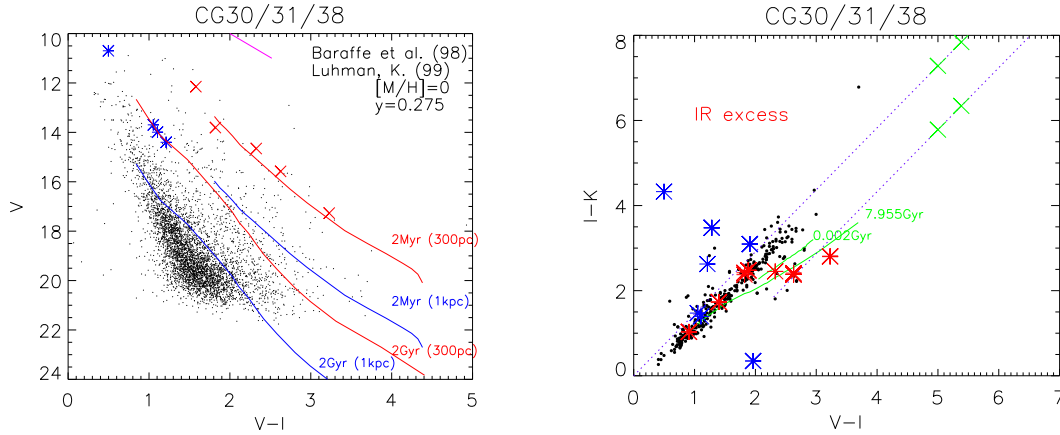 CG30/31/38
Baraffe et al. (98)
Luhman, K. (99)
[M/H]=0
y=0.275
2Myr (300pc)
2Myr (1kpc)
2Gyr (300pc)
2Gyr (1kpc)
10
12
14
16
18
20
22
24
V
0
1
2
3
4
5
V-I
CG30/31/38
IR excess
7.955Gyr
0.002Gyr
8
6
4
2
0
I-K
0
1
2
3
4
5
6
7
V-I